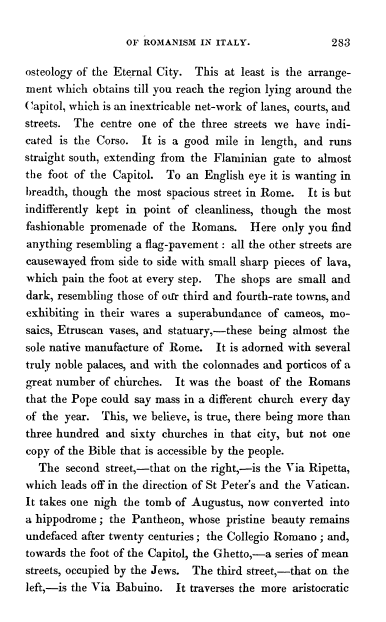 OF ROMANISM IN ITALY. 283
osteology of the Eternal City. This at least is the arrange-
ment which obtains till you reach the region lying around the
Capitol, which is an inextricable net-work of lanes, courts, and
streets. The centre one of the three streets we have indi-
cated is the Corso. It is a good mile in length, and runs
straight south, extending from the Flaminian gate to almost
the foot of the Capitol. To an English eye it is wanting in
breadth, though the most spacious street in Rome. It is but
indifferently kept in point of cleanliness, though the most
fashionable promenade of the Romans. Here only you find
anything resembling a flag-pavement: all the other streets are
causewayed from side to side with small sharp pieces of lava,
which pain the foot at every step. The shops are small and
dark, resembling those of our third and fourth-rate towns, and
exhibiting in their wares a superabundance of cameos, mo-
saics, Etruscan vases, and statuary,—these being almost the
sole native manufacture of Rome. It is adorned with several
truly noble palaces, and with the colonnades and porticos of a
great number of churches. It was the boast of the Romans
that the Pope could say mass in a different church every day
of the year. This, we believe, is true, there being more than
three hundred and sixty churches in that city, but not one
copy of the Bible that is accessible by the people.
The second street,—that on the right,—is the Via Ripetta,
which leads off in the direction of St Peter's and the Vatican.
It takes one nigh the tomb of Augustus, now converted into
a hippodrome; the Pantheon, whose pristine beauty remains
undefaced after twenty centuries; the Collegio Romano; and,
towards the foot of the Capitol, the Ghetto,—a series of mean
streets, occupied by the Jews. The third street,—that on the
left,—is the Via Babuino. It traverses the more aristocratic